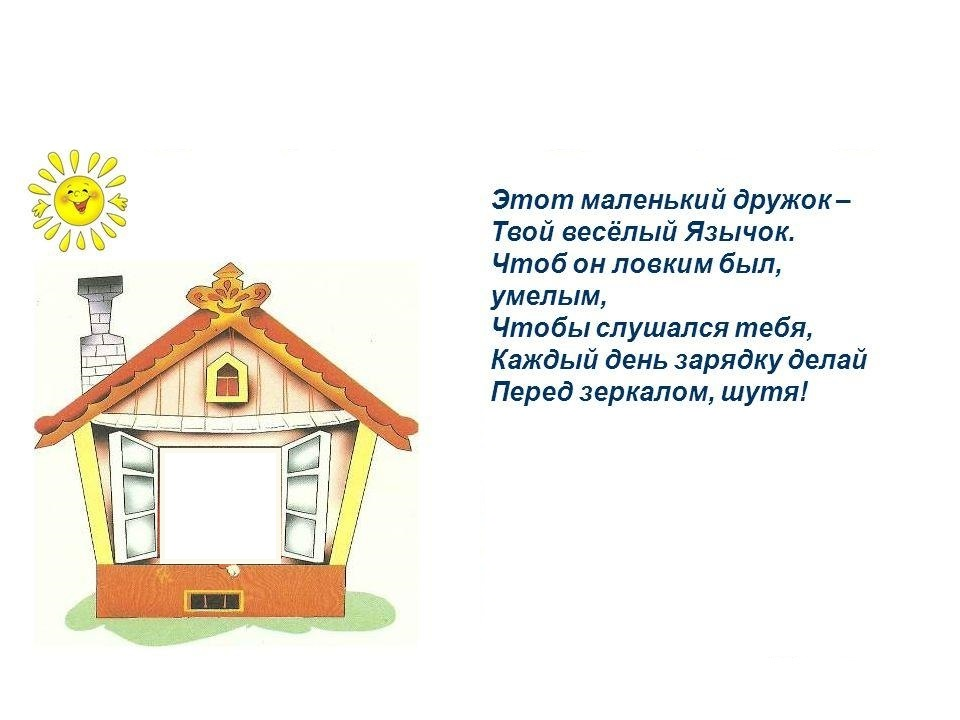 Этот маленький дружок –
Твой весёлый Язычок.
Чтоб он ловким был,
умелым,
Чтобы слушался тебя,
Каждый день зарядку делай
Перед зеркалом, шутя!